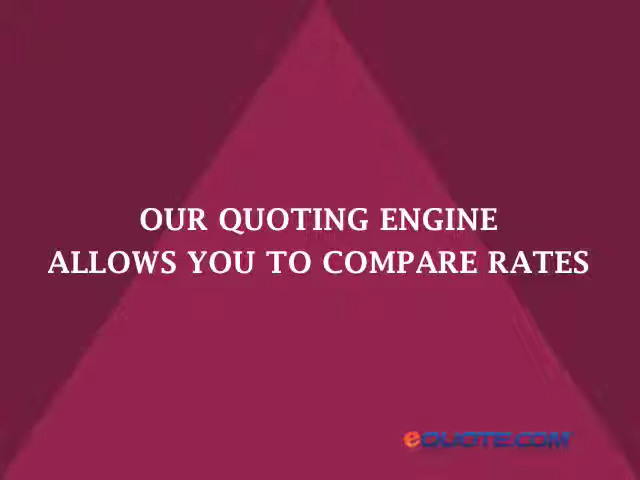 OUR QUOTING ENGINE
ALLOWS YOU TO COMPARE RATES
eQUOTE.COM